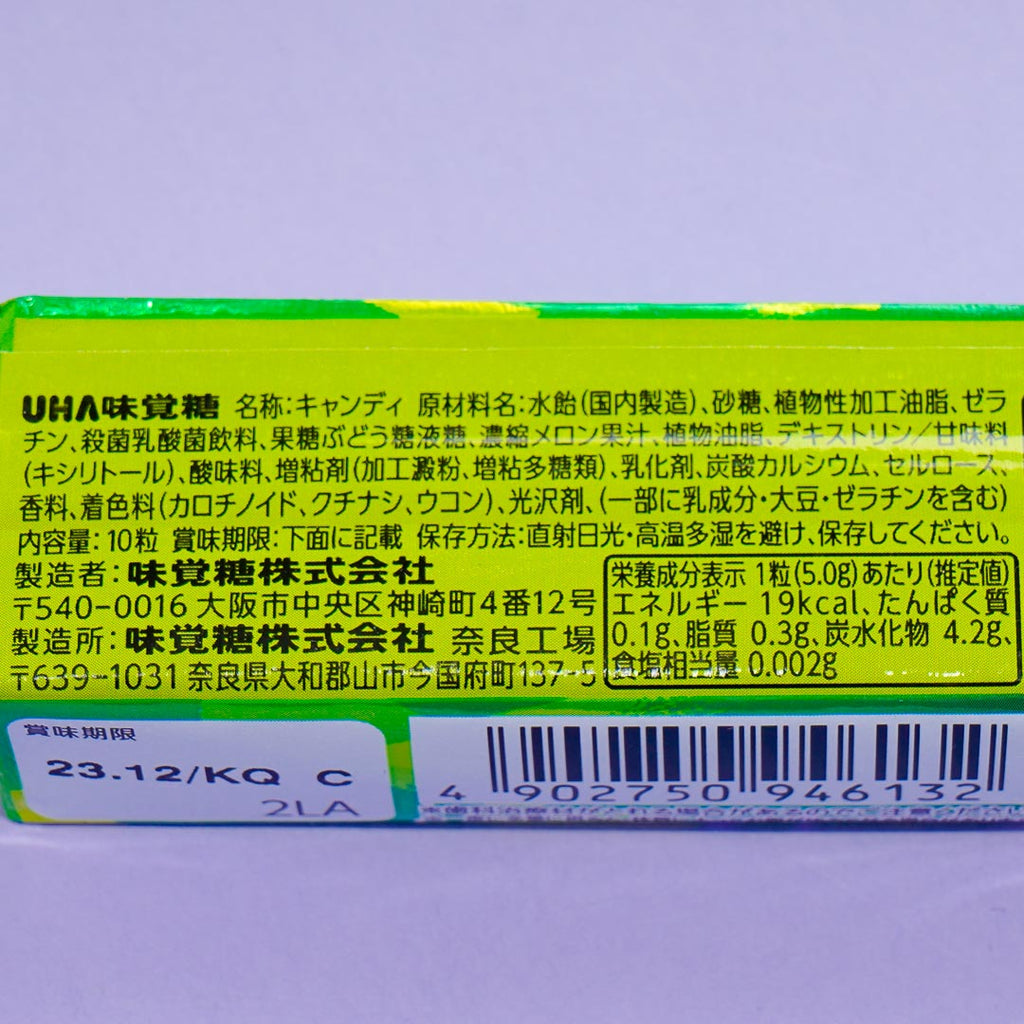 UHA味覚糖 名称:キャンディ 原材料名:水飴(国内製造)、砂糖、植物性加工油脂、ゼラ
チン、殺菌乳酸菌飲料、果糖ぶどう糖液糖、濃縮メロン果汁、植物油脂、デキストリン/甘味料
(キシリトール)、酸味料、増粘剤(加工澱粉、増粘多糖類)、乳化剤、炭酸カルシウム、セルロース、
香料、着色料(カロチノイド、クチナシ、ウコン)、光沢剤、(一部に乳成分・大豆・ゼラチンを含む)
内容量:10粒 賞味期限:下面に記載 保存方法:直射日光・高温多湿を避け、保存してください。
製造者:味覚糖株式会社
〒540-0016 大阪市中央区神崎町4番12号
製造所:味覚糖株式会社 奈良工場
〒639-1031 奈良県大和郡山市今国府町137-5
栄養成分表示 1粒(5.0g)あたり(推定値)
エネルギー 19kcal、たんぱく質
0.1g、脂質 0.3g、炭水化物 4.2g、
食塩相当量 0.002g
賞味期限
23.12/KQ C
2LA
4 902750 946132